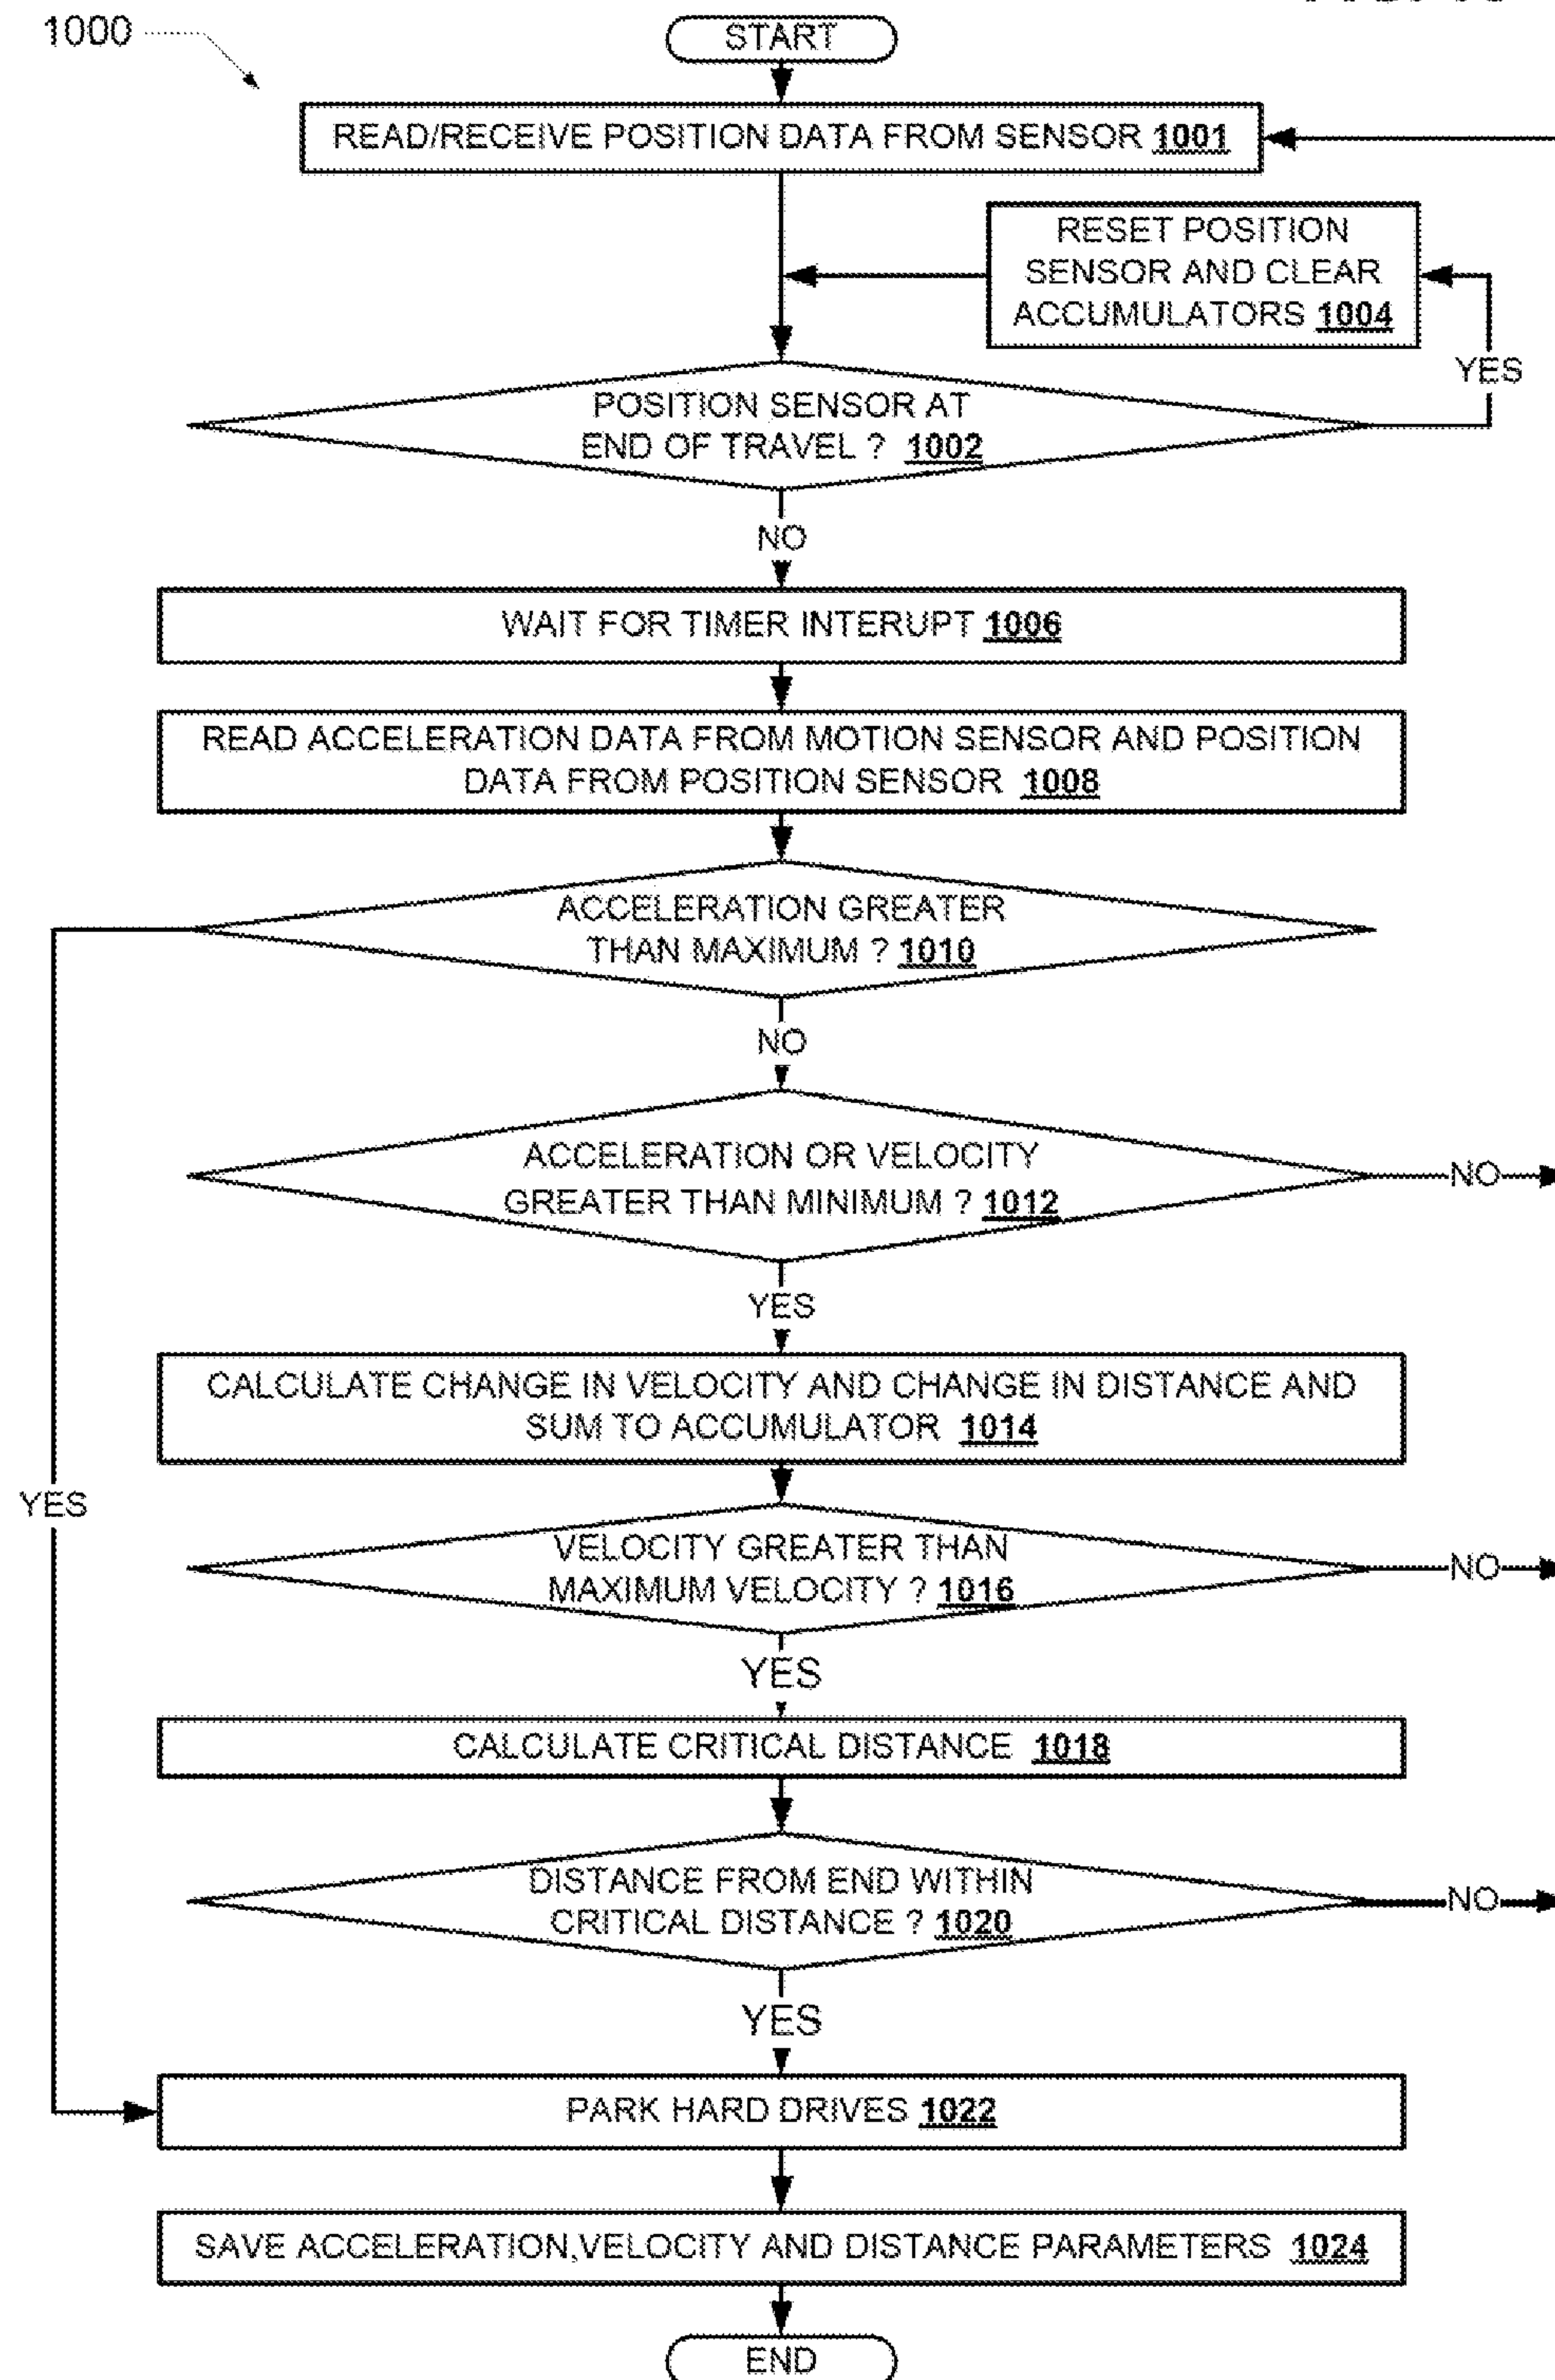 1000
START
READ/RECEIVE POSITION DATA FROM SENSOR 1001
RESET POSITION
SENSOR AND CLEAR
ACCUMULATORS 1004
YES
POSITION SENSOR AT
END OF TRAVEL ? 1002
NO
WAIT FOR TIMER INTERUPT 1006
READ ACCELERATION DATA FROM MOTION SENSOR AND POSITION
DATA FROM POSITION SENSOR 1008
ACCELERATION GREATER
THAN MAXIMUM ? 1010
NO
ACCELERATION OR VELOCITY
GREATER THAN MINIMUM ? 1012
NO
YES
CALCULATE CHANGE IN VELOCITY AND CHANGE IN DISTANCE AND
SUM TO ACCUMULATOR 1014
YES
VELOCITY GREATER THAN
MAXIMUM VELOCITY ? 1016
NO
YES
CALCULATE CRITICAL DISTANCE 1018
DISTANCE FROM END WITHIN
CRITICAL DISTANCE ? 1020
NO
YES
PARK HARD DRIVES 1022
SAVE ACCELERATION,VELOCITY AND DISTANCE PARAMETERS 1024
END